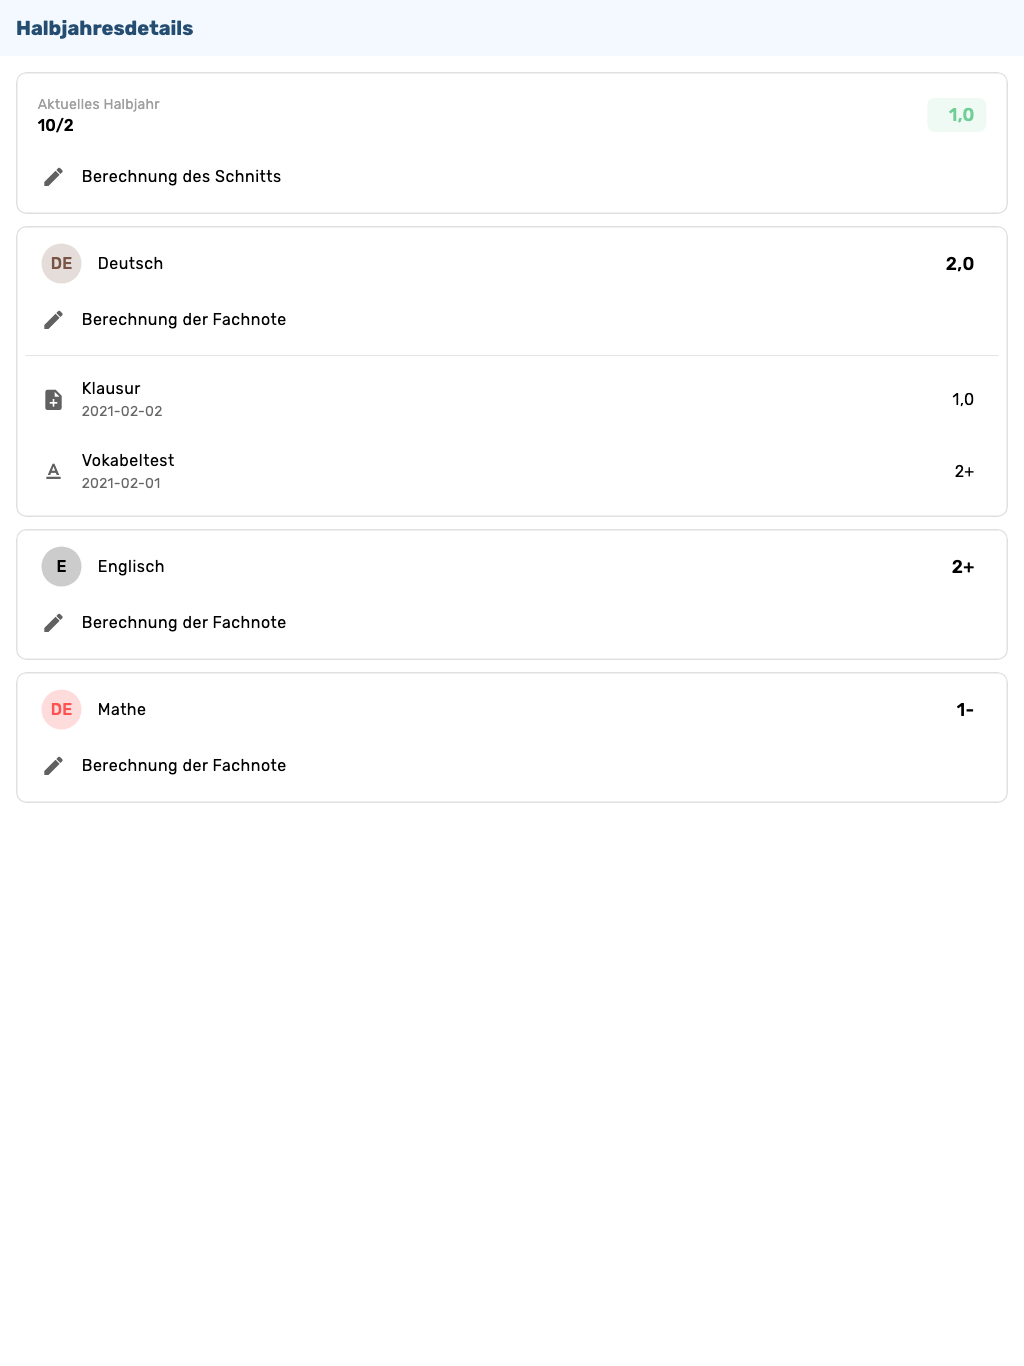 Halbjahresdetails
Aktuelles Halbjahr
10/2
1,0
Berechnung des Schnitts
DE Deutsch 2,0
Berechnung der Fachnote
Klausur
2021-02-02
1,0
A
Vokabeltest
2021-02-01
2+
E Englisch 2+
Berechnung der Fachnote
DE Mathe 1-
Berechnung der Fachnote